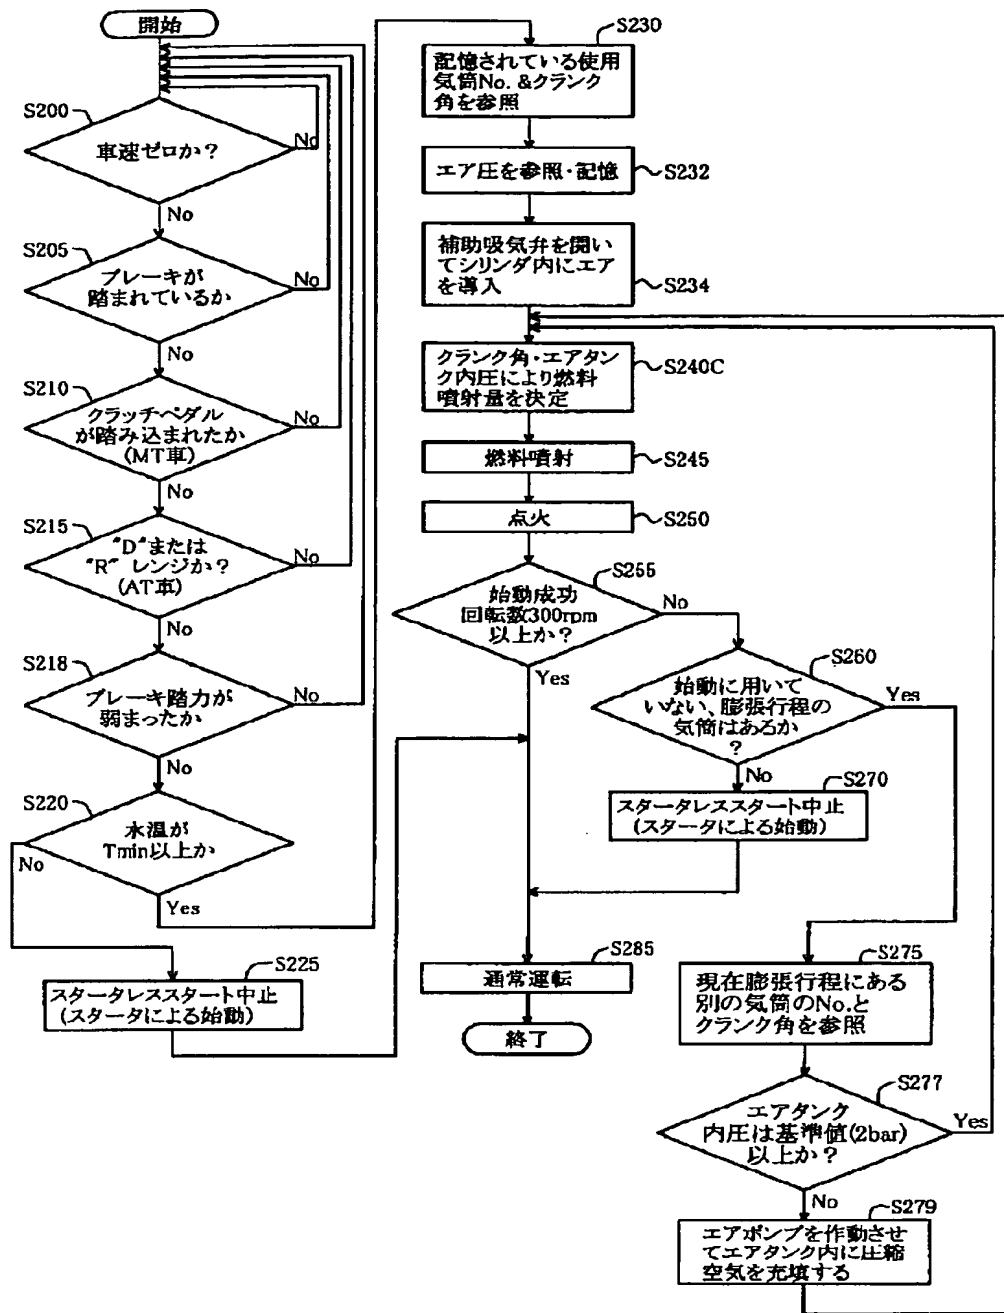 開始
S200
車速ゼロか?
No
No
S205
ブレーキが
踏まれているか
No
No
S210
クラッチペダル
が踏み込まれたか
(MT車)
No
No
S215
"D"または
"R"レンジか?
(AT車)
No
No
S218
ブレーキ踏力が
弱まったか
No
No
S220
水温が
Tmin以上か
No
Yes
S225
スタータレススタート中止
(スタータによる始動)
S230
記憶されている使用
気筒No.&クランク
角を参照
エア圧を参照・記憶
S232
補助吸気弁を開い
てシリンダ内にエア
を導入
S234
クランク角・エアタン
ク内圧により燃料
噴射量を決定
S240C
燃料噴射
S245
点火
S250
S255
始動成功
回転数300rpm
以上か?
No
Yes
S260
始動に用いて
いない、膨張行程の
気筒はあるか
?
Yes
No
S270
スタータレススタート中止
(スタータによる始動)
S285
通常運転
終了
S275
現在膨張行程にある
別の気筒のNo.と
クランク角を参照
S277
エアタンク
内圧は基準値(2bar)
以上か?
Yes
No
S279
エアポンプを作動させ
てエアタンク内に圧縮
空気を充填する